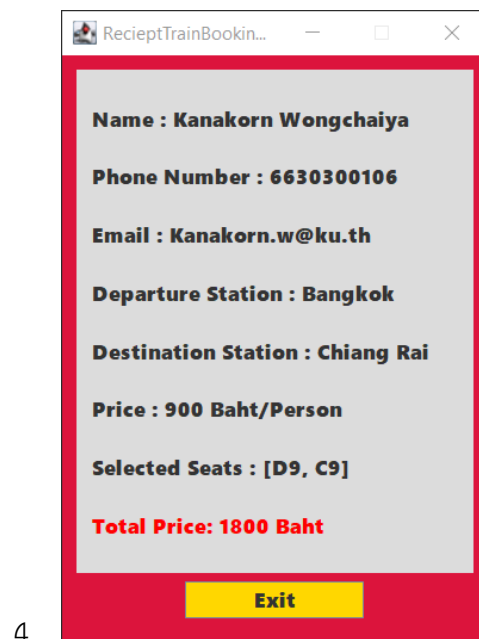 RecieptTrainBookin...
Name : Kanakorn Wongchaiya
Phone Number : 6630300106
Email : Kanakorn.w@ku.th
Departure Station : Bangkok
Destination Station : Chiang Rai
Price : 900 Baht/Person
Selected Seats : [D9, C9]
Total Price: 1800 Baht
Exit